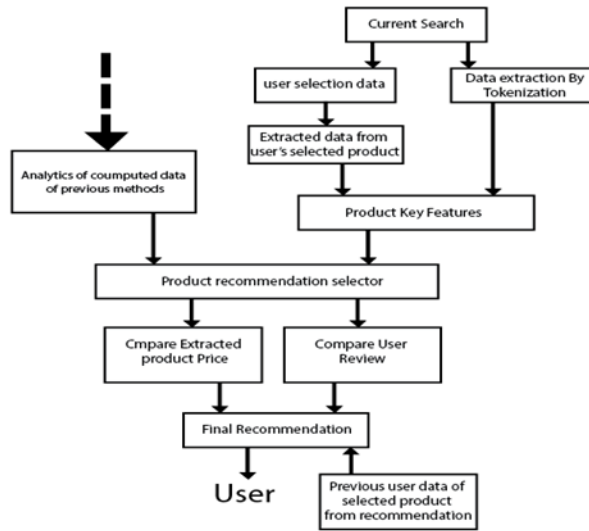 Current Search
user selection data
Data extraction By
Tokenization
Extracted data from
user's selected product
Analytics of coumputed data
of previous methods
Product Key Features
Product recommendation selector
Cmpare Extracted
product Price
Compare User
Review
Final Recommendation
User
Previous user data of
selected product
from recommendation